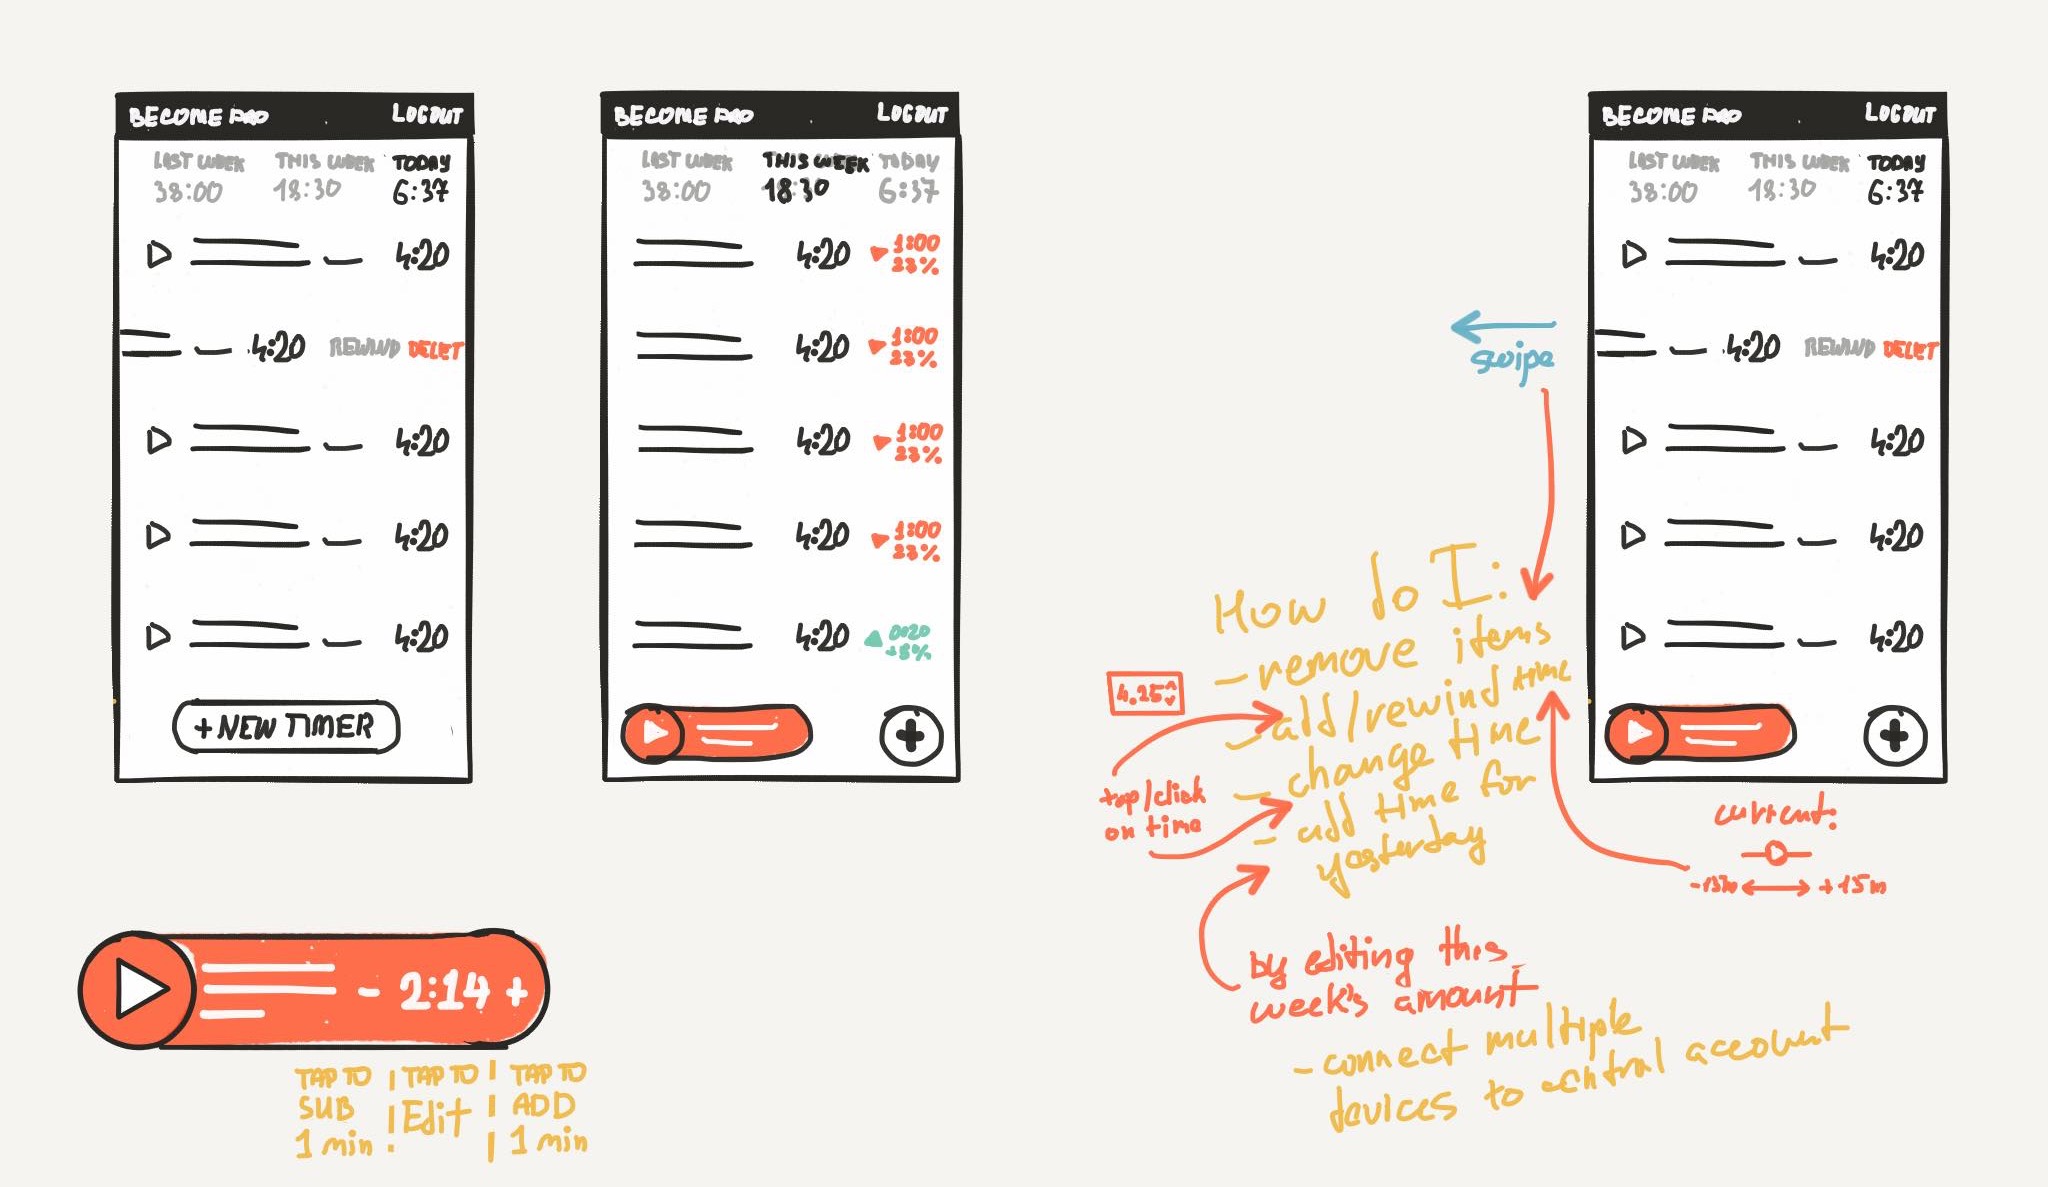 BECOME PRO LOGOUT
LAST WEEK THIS WEEK TODAY
38:00 18:30 6:37
4:20
4:20 REWIND DELET
4:20
4:20
4:20
+ NEW TIMER
BECOME PRO LOGOUT
LAST WEEK THIS WEEK TODAY
38:00 18:30 6:37
4:20 1:00
23%
4:20 1:00
23%
4:20 1:00
23%
4:20 1:00
23%
4:20 0:20
+8%
+
BECOME PRO LOGOUT
LAST WEEK THIS WEEK TODAY
38:00 18:30 6:37
4:20
4:20 REWIND DELET
4:20
4:20
4:20
+
swipe
How do I:
- remove items
- add/rewind time
- change time
- add time for
yesterday
4.25
tap/click
on time
current:
-15m +15m
by editing this
week's amount
- connect multiple
devices to central account
- 2:14 +
TAP TO
SUB
1 min
TAP TO
Edit
TAP TO
ADD
1 min